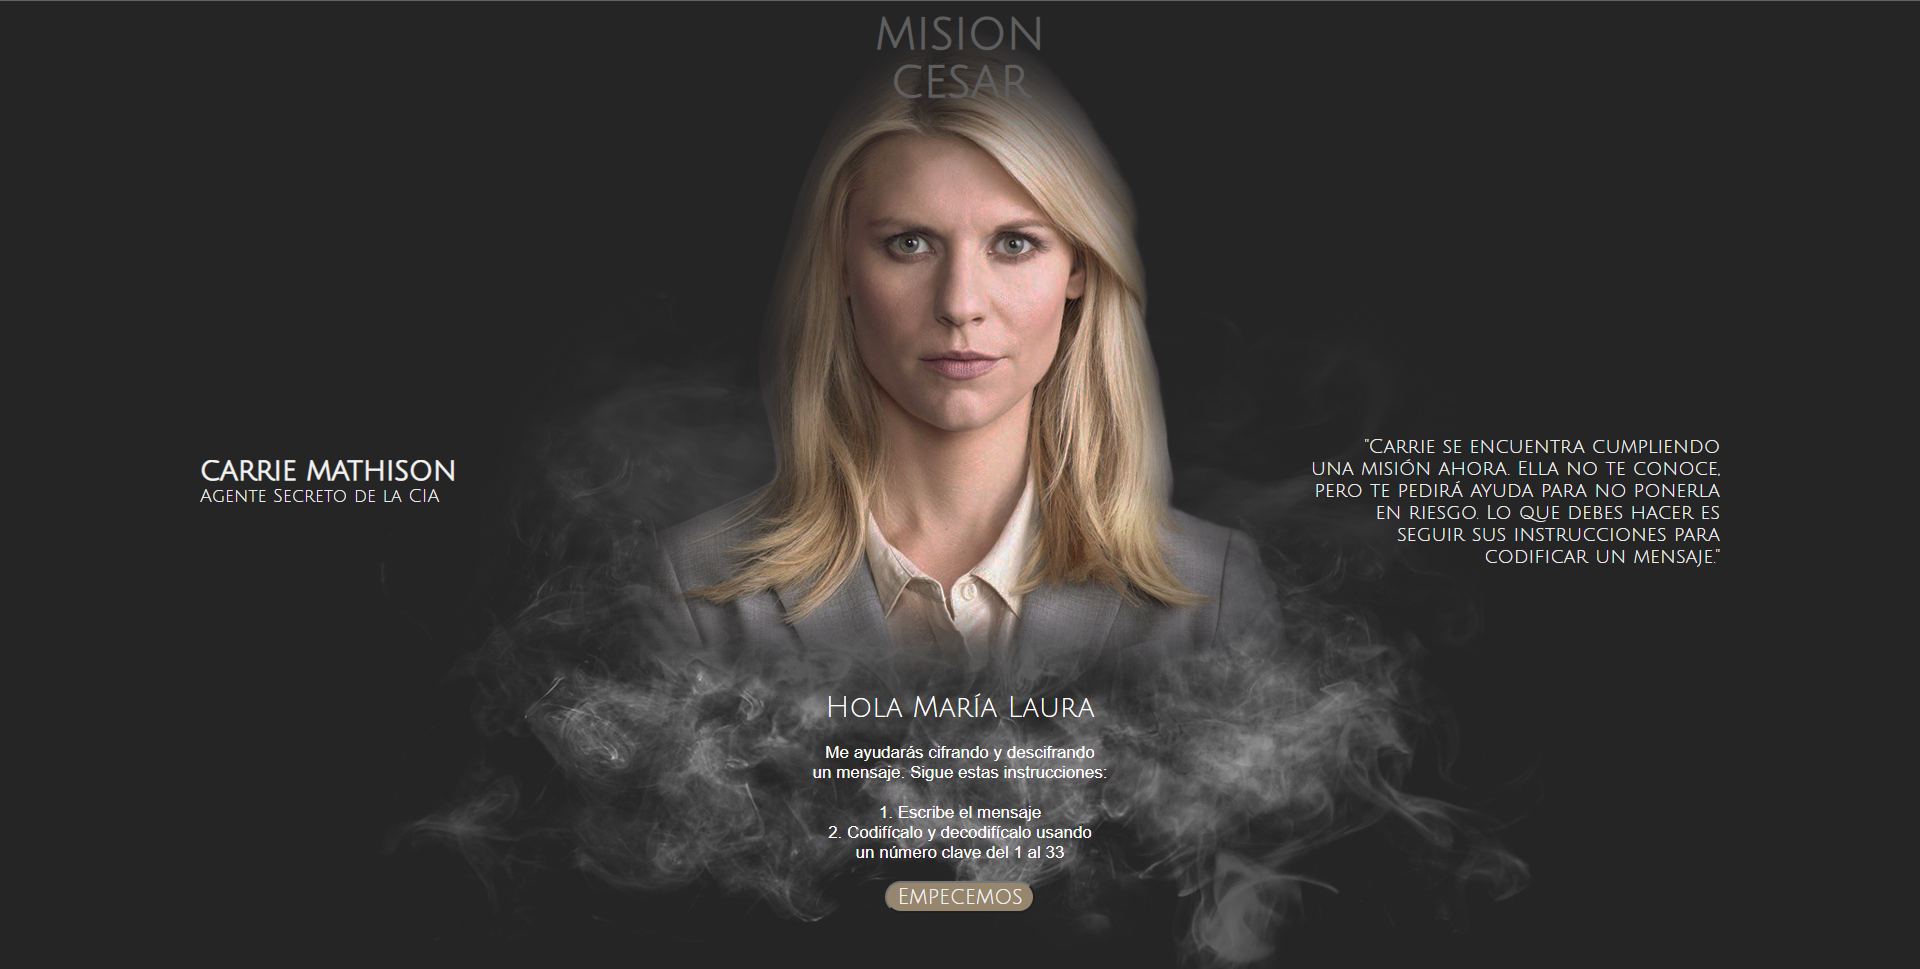 MISION
CESAR
CARRIE MATHISON
AGENTE SECRETO DE LA CIA
"CARRIE SE ENCUENTRA CUMPLIENDO
UNA MISIÓN AHORA. ELLA NO TE CONOCE,
PERO TE PEDIRÁ AYUDA PARA NO PONERLA
EN RIESGO. LO QUE DEBES HACER ES
SEGUIR SUS INSTRUCCIONES PARA
CODIFICAR UN MENSAJE."
HOLA MARÍA LAURA
Me ayudarás cifrando y descifrando
un mensaje. Sigue estas instrucciones:
1. Escribe el mensaje
2. Codifícalo y decodifícalo usando
un número clave del 1 al 33
EMPECEMOS